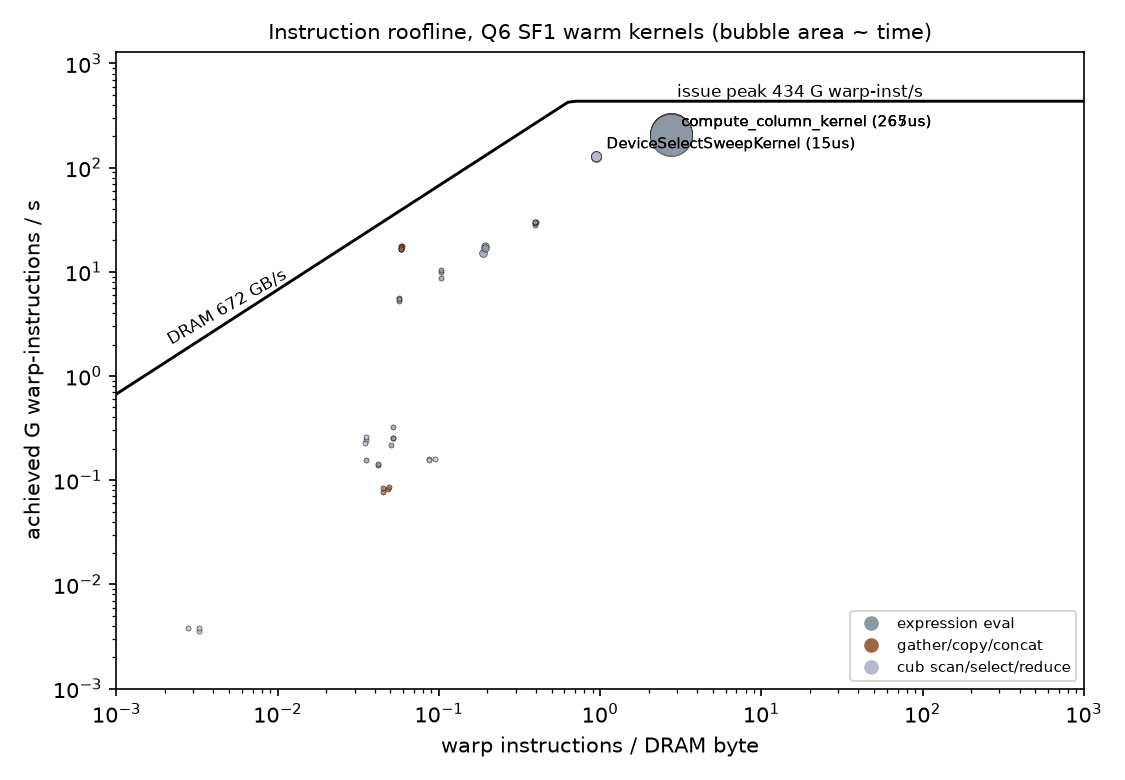 Instruction roofline, Q6 SF1 warm kernels (bubble area ~ time)
achieved G warp-instructions / s
10³
10²
10¹
10⁰
10⁻¹
10⁻²
10⁻³
issue peak 434 G warp-inst/s
compute_column_kernel
DeviceSelectSweepKernel (15us)
DRAM 672 GB/s
expression eval
gather/copy/concat
cub scan/select/reduce
10⁻³
10⁻²
10⁻¹
10⁰
10¹
10²
10³
warp instructions / DRAM byte